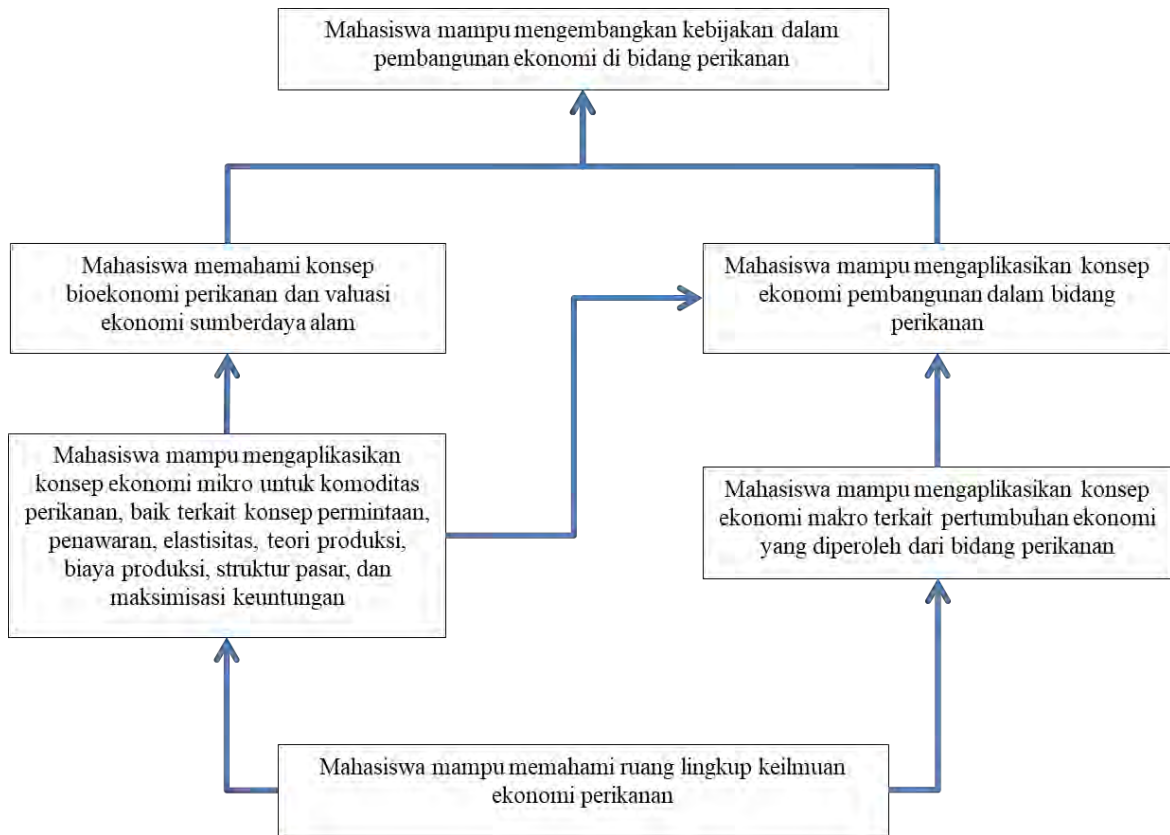 Mahasiswa mampu mengembangkan kebijakan dalam
pembangunan ekonomi di bidang perikanan
Mahasiswa memahami konsep
bioekonomi perikanan dan valuasi
ekonomi sumberdaya alam
Mahasiswa mampu mengaplikasikan konsep
ekonomi pembangunan dalam bidang
perikanan
Mahasiswa mampu mengaplikasikan
konsep ekonomi mikro untuk komoditas
perikanan, baik terkait konsep permintaan,
penawaran, elastisitas, teori produksi,
biaya produksi, struktur pasar, dan
maksimisasi keuntungan
Mahasiswa mampu mengaplikasikan konsep
ekonomi makro terkait pertumbuhan ekonomi
yang diperoleh dari bidang perikanan
Mahasiswa mampu memahami ruang lingkup keilmuan
ekonomi perikanan